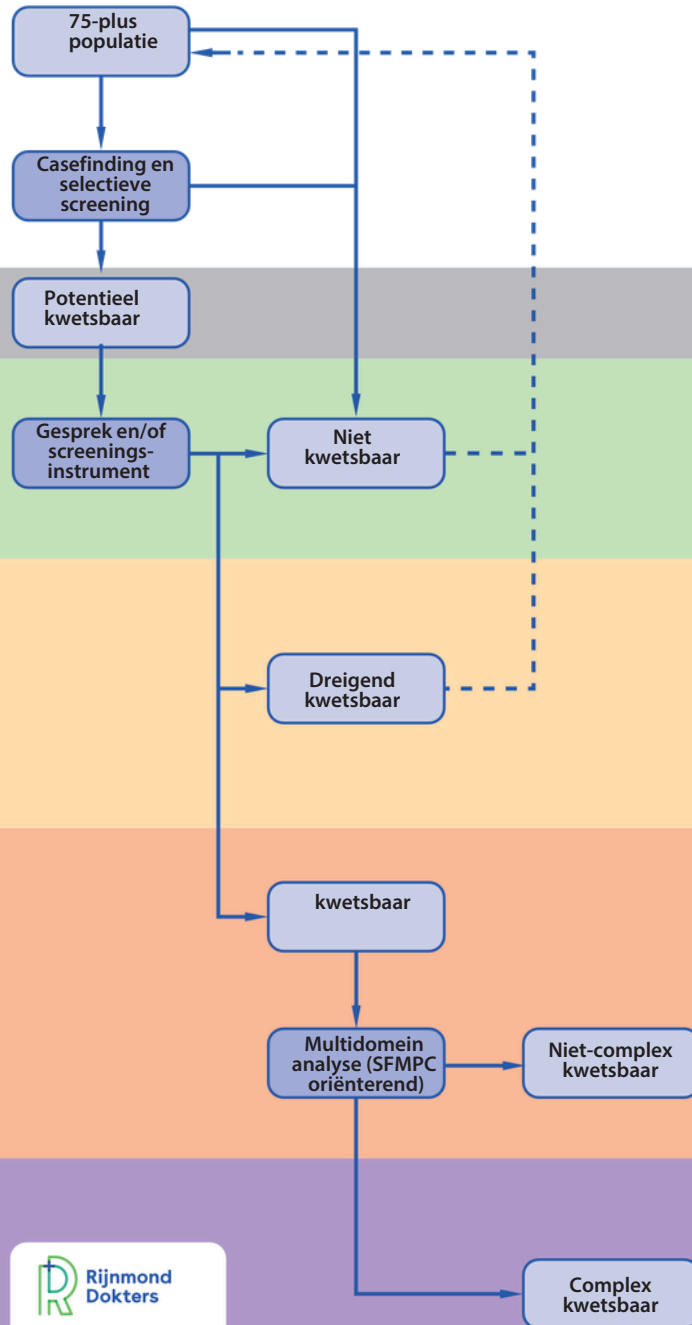 75-plus
populatie
Casefinding en
selectieve
screening
Potentieel
kwetsbaar
Gesprek en/of
screenings-
instrument
Niet
kwetsbaar
Dreigend
kwetsbaar
kwetsbaar
Multidomein
analyse (SFMPC
oriënterend)
Niet-complex
kwetsbaar
Complex
kwetsbaar
Rijnmond
Dokters